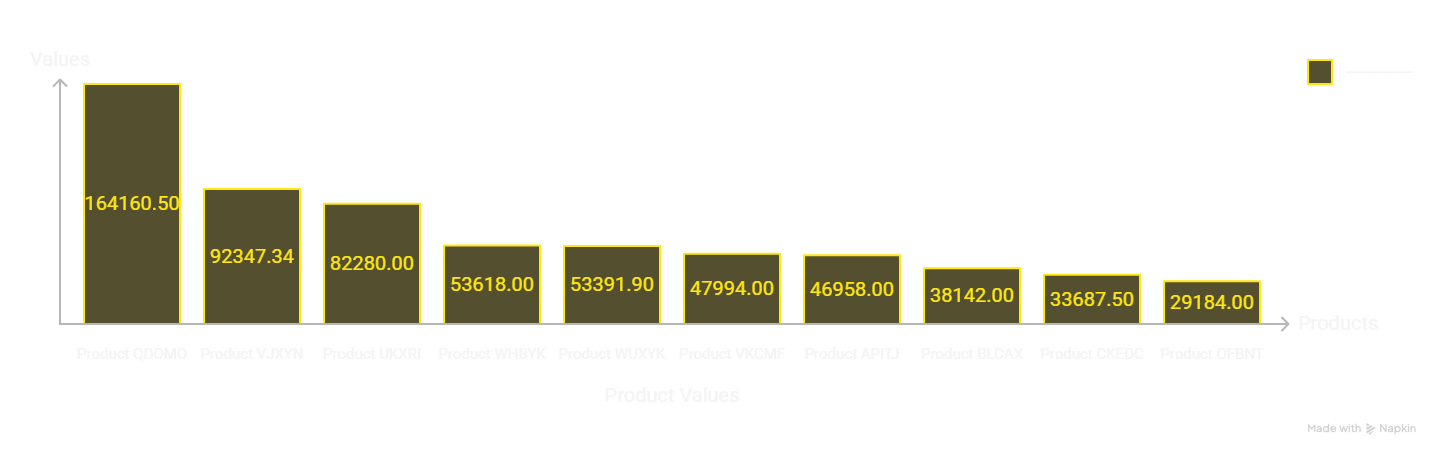 Values
164160.50
92347.34
82280.00
53618.00
53391.90
47994.00
46958.00
38142.00
33687.50
29184.00
Products
Product QDOMO Product VJXYN Product UKXRI Product WHBYK Product WUXYK Product VKCMF Product APITJ Product BLCAX Product CKEDC Product OFBNT
Product Values
Made with Napkin